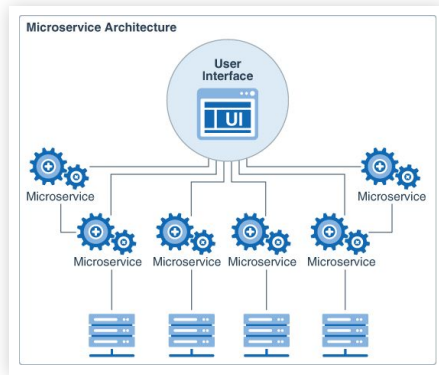 Microservice Architecture
User
Interface
UI
Microservice
Microservice
Microservice
Microservice
Microservice
Microservice